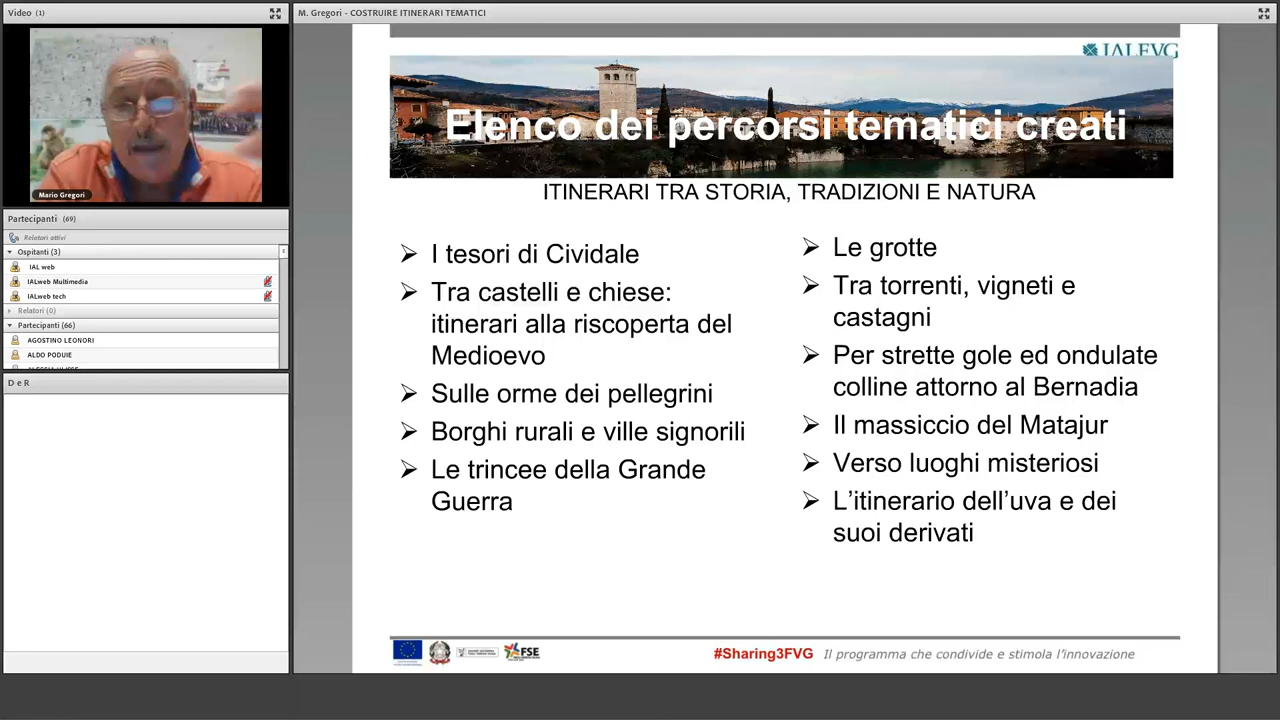 Video (1)
Mario Gregori
Partecipanti (69)
Relatori attivi
Ospitanti (3)
IAL web
IALweb Multimedia
IALweb tech
Relatori (0)
Partecipanti (66)
AGOSTINO LEONORI
ALDO PODUIE
D e R
M. Gregori - COSTRUIRE ITINERARI TEMATICI
IALFVG
Elenco dei percorsi tematici creati
ITINERARI TRA STORIA, TRADIZIONI E NATURA
I tesori di Cividale
Tra castelli e chiese:
itinerari alla riscoperta del
Medioevo
Sulle orme dei pellegrini
Borghi rurali e ville signorili
Le trincee della Grande
Guerra
Le grotte
Tra torrenti, vigneti e
castagni
Per strette gole ed ondulate
colline attorno al Bernadia
Il massiccio del Matajur
Verso luoghi misteriosi
L’itinerario dell’uva e dei
suoi derivati
FSE
#Sharing3FVG Il programma che condivide e stimola l'innovazione